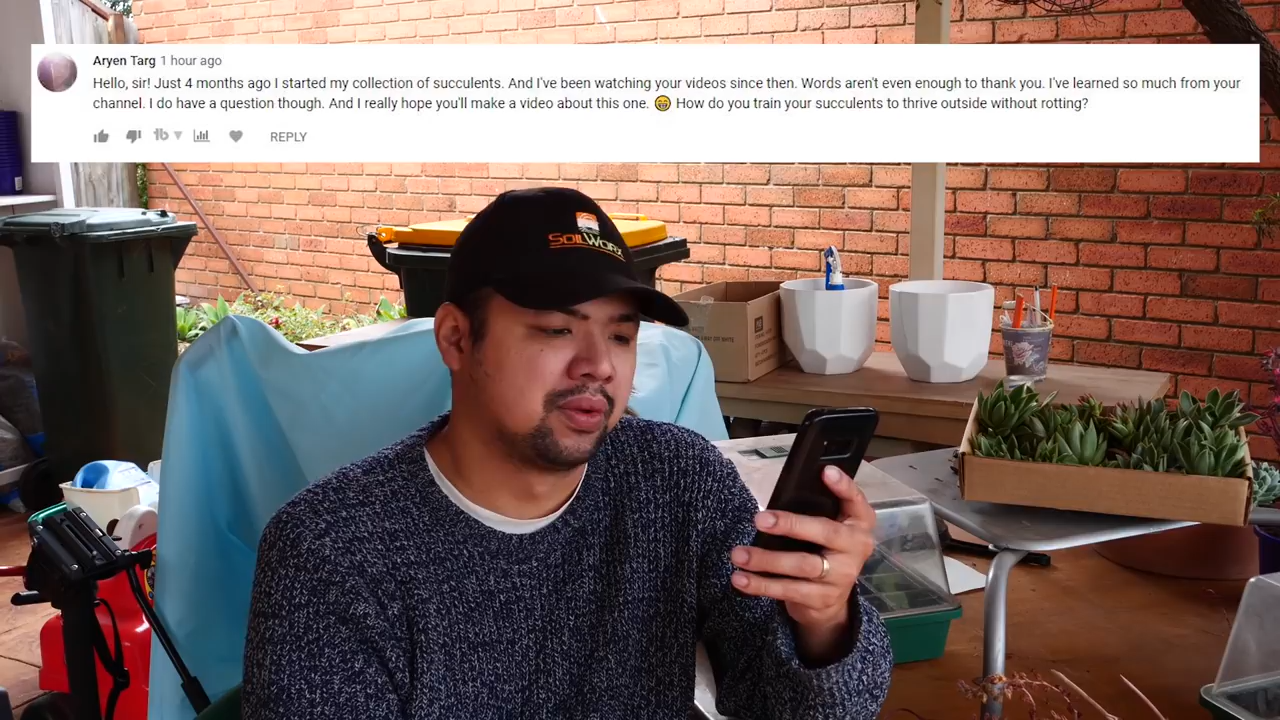 Aryen Targ 1 hour ago
Hello, sir! Just 4 months ago I started my collection of succulents. And I've been watching your videos since then. Words aren't even enough to thank you. I've learned so much from your
channel. I do have a question though. And I really hope you'll make a video about this one. 😁 How do you train your succulents to thrive outside without rotting?
REPLY
SOILWORX